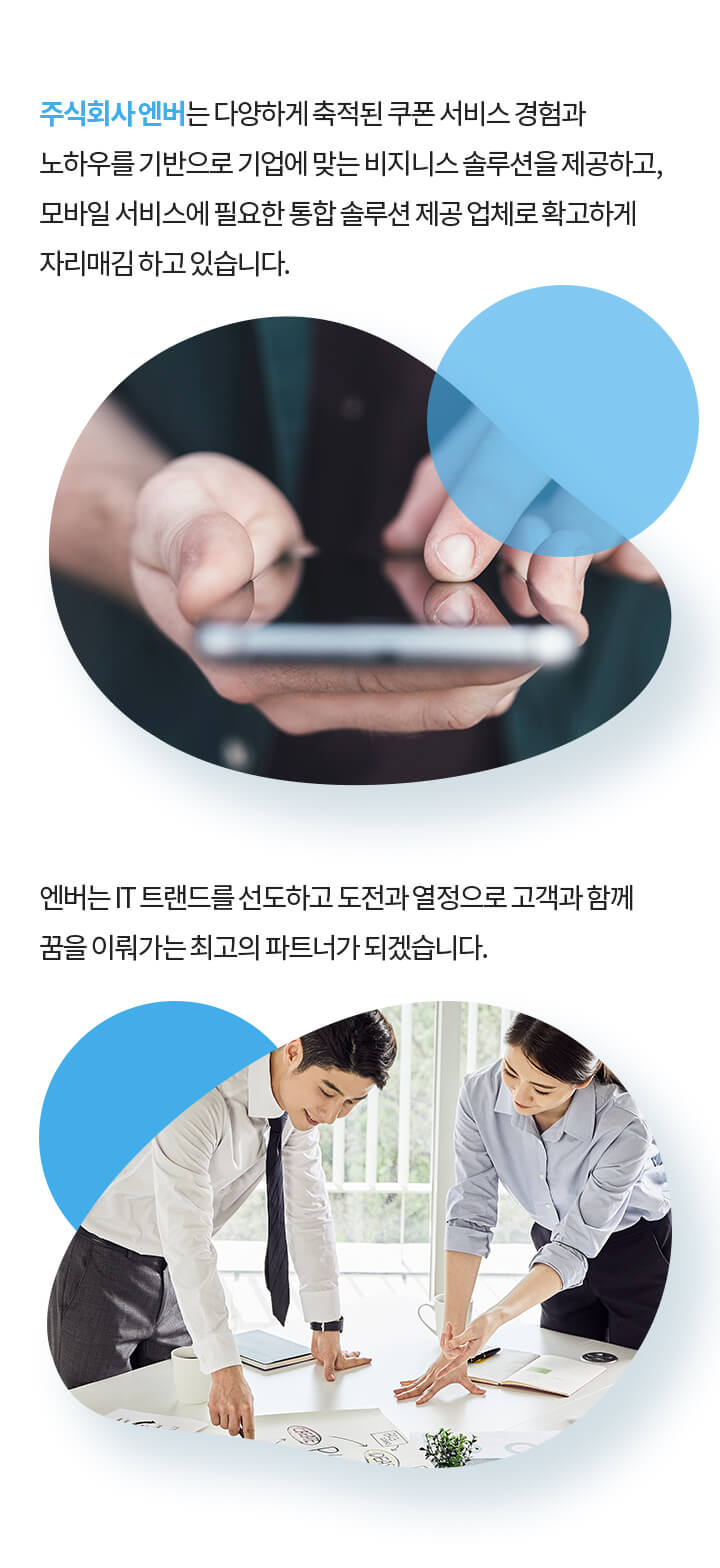 주식회사 엔버는 다양하게 축적된 쿠폰 서비스 경험과
노하우를 기반으로 기업에 맞는 비지니스 솔루션을 제공하고,
모바일 서비스에 필요한 통합 솔루션 제공 업체로 확고하게
자리매김 하고 있습니다.
엔버는 IT 트랜드를 선도하고 도전과 열정으로 고객과 함께
꿈을 이뤄가는 최고의 파트너가 되겠습니다.